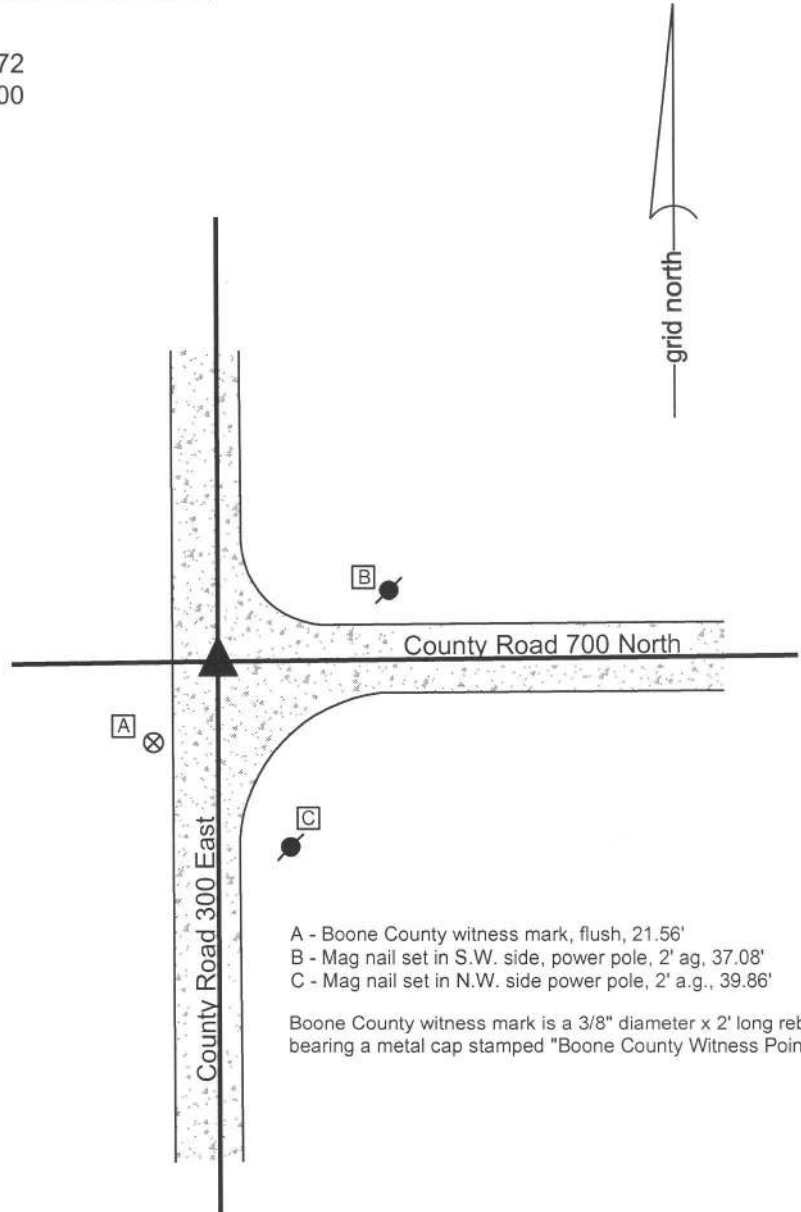 72
00
grid north
B
County Road 700 North
A
C
County Road 300 East
A - Boone County witness mark, flush, 21.56'
B - Mag nail set in S.W. side, power pole, 2' ag, 37.08'
C - Mag nail set in N.W. side power pole, 2' a.g., 39.86'
Boone County witness mark is a 3/8" diameter x 2' long reb
bearing a metal cap stamped "Boone County Witness Poin